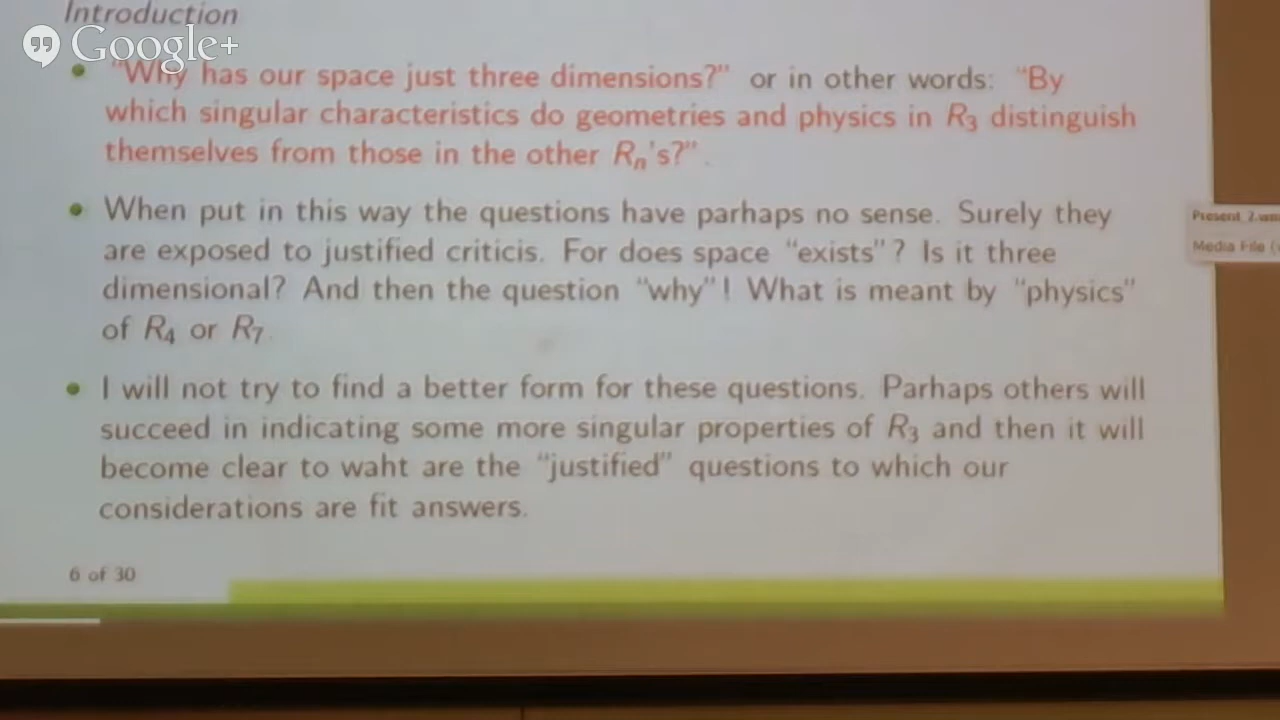 Introduction
Google+
"Why has our space just three dimensions?" or in other words: "By
which singular characteristics do geometries and physics in R3 distinguish
themselves from those in the other Rn's?".
When put in this way the questions have parhaps no sense. Surely they
are exposed to justified criticis. For does space "exists"? Is it three
dimensional? And then the question "why"! What is meant by "physics"
of R4 or R7.
I will not try to find a better form for these questions. Parhaps others will
succeed in indicating some more singular properties of R3 and then it will
become clear to waht are the "justified" questions to which our
considerations are fit answers.
6 of 30
Present 2
Media File